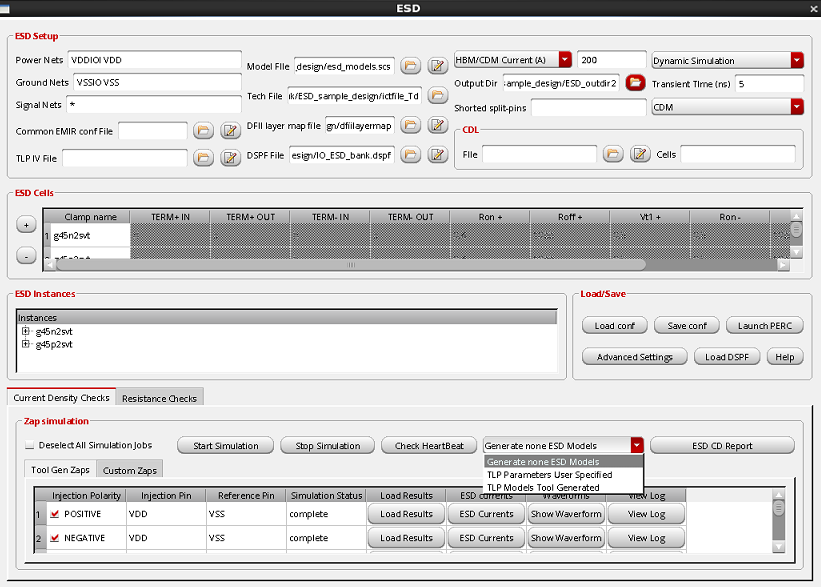 ESD
ESD Setup
Power Nets VDDIOI VDD
Ground Nets VSSIO VSS
Signal Nets *
Common EMIR conf File
TLP IV File
Model File _design/esd_models.scs
Tech File ık/ESD_sample_design/ictfile_Td
DFII layer map file gn/dfiilayermap
DSPF File esign/IO_ESD_bank.dspf
HBM/CDM Current (A) 200 Dynamic Simulation
Output Dir sample_design/ESD_outdir2 Transient Time (ns) 5
Shorted split-pins CDM
CDL
File Cells
ESD Cells
Clamp name TERM+ IN TERM+ OUT TERM- IN TERM- OUT Ron + Roff + Vt1 + Ron -
+
1 g45n2svt
-
ESD Instances
Instances
g45n2svt
g45p2svt
Load/Save
Load conf Save conf Launch PERC
Advanced Settings Load DSPF Help
Current Density Checks Resistance Checks
Zap simulation
Deselect All Simulation Jobs Start Simulation Stop Simulation Check HeartBeat Generate none ESD Models ESD CD Report
Generate none ESD Models
TLP Parameters User Specified
TLP Models Tool Generated
Tool Gen Zaps Custom Zaps
Injection Polarity Injection Pin Reference Pin Simulation Status Load Results ESD currents Waveforms View Log
1 POSITIVE VDD VSS complete Load Results ESD Currents Show Waveform View Log
2 NEGATIVE VDD VSS complete Load Results ESD Currents Show Waveform View Log